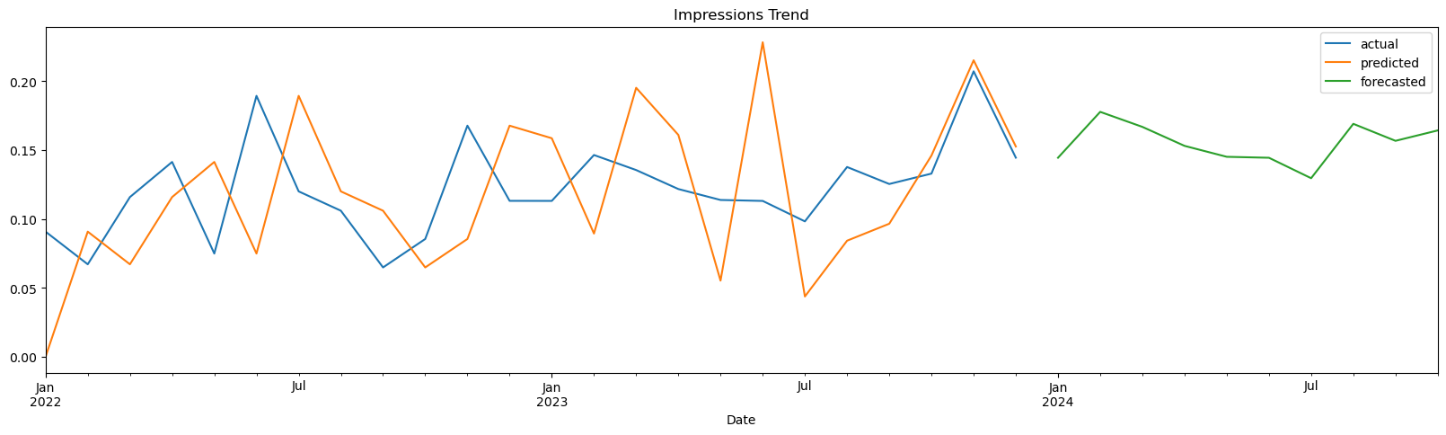 Impressions Trend
actual
predicted
forecasted
0.20
0.15
0.10
0.05
0.00
Jan Jul Jan Jul Jan Jul
2022 2023 2024
Date